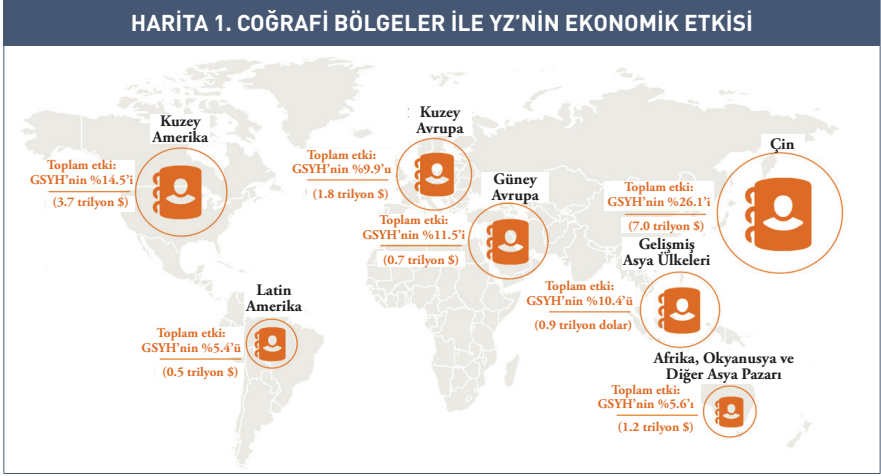 HARİTA 1. COĞRAFİ BÖLGELER İLE YZ’NİN EKONOMİK ETKİSİ
Kuzey
Amerika
Toplam etki:
GSYH’nin %14.5’i
(3.7 trilyon $)
Kuzey
Avrupa
Toplam etki:
GSYH’nin %9.9’u
(1.8 trilyon $)
Güney
Avrupa
Toplam etki:
GSYH’nin %11.5’i
(0.7 trilyon $)
Çin
Toplam etki:
GSYH’nin %26.1’i
(7.0 trilyon $)
Gelişmiş
Asya Ülkeleri
Toplam etki:
GSYH’nin %10.4’ü
(0.9 trilyon dolar)
Latin
Amerika
Toplam etki:
GSYH’nin %5.4’ü
(0.5 trilyon $)
Afrika, Okyanusya ve
Diğer Asya Pazarı
Toplam etki:
GSYH’nin %5.6’ı
(1.2 trilyon $)